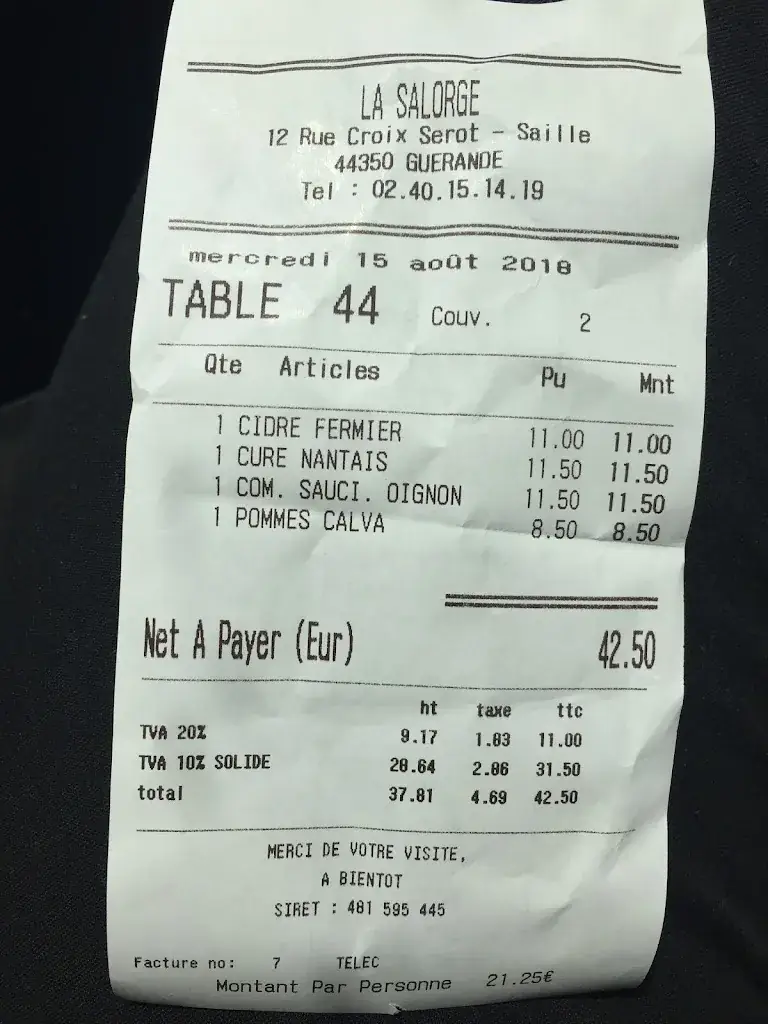 LA SALORGE
12 Rue Croix Serot - Saille
44350 GUERANDE
Tel : 02.40.15.14.19
mercredi 15 août 2018
TABLE 44 Couv. 2
Qte Articles Pu Mnt
1 CIDRE FERMIER 11.00 11.00
1 CURE NANTAIS 11.50 11.50
1 COM. SAUCI. OIGNON 11.50 11.50
1 POMMES CALVA 8.50 8.50
Net A Payer (Eur) 42.50
ht taxe ttc
TVA 20% 9.17 1.83 11.00
TVA 10% SOLIDE 28.64 2.86 31.50
total 37.81 4.69 42.50
MERCI DE VOTRE VISITE,
A BIENTOT
SIRET : 481 595 445
Facture no: 7 TELEC
Montant Par Personne 21.25€